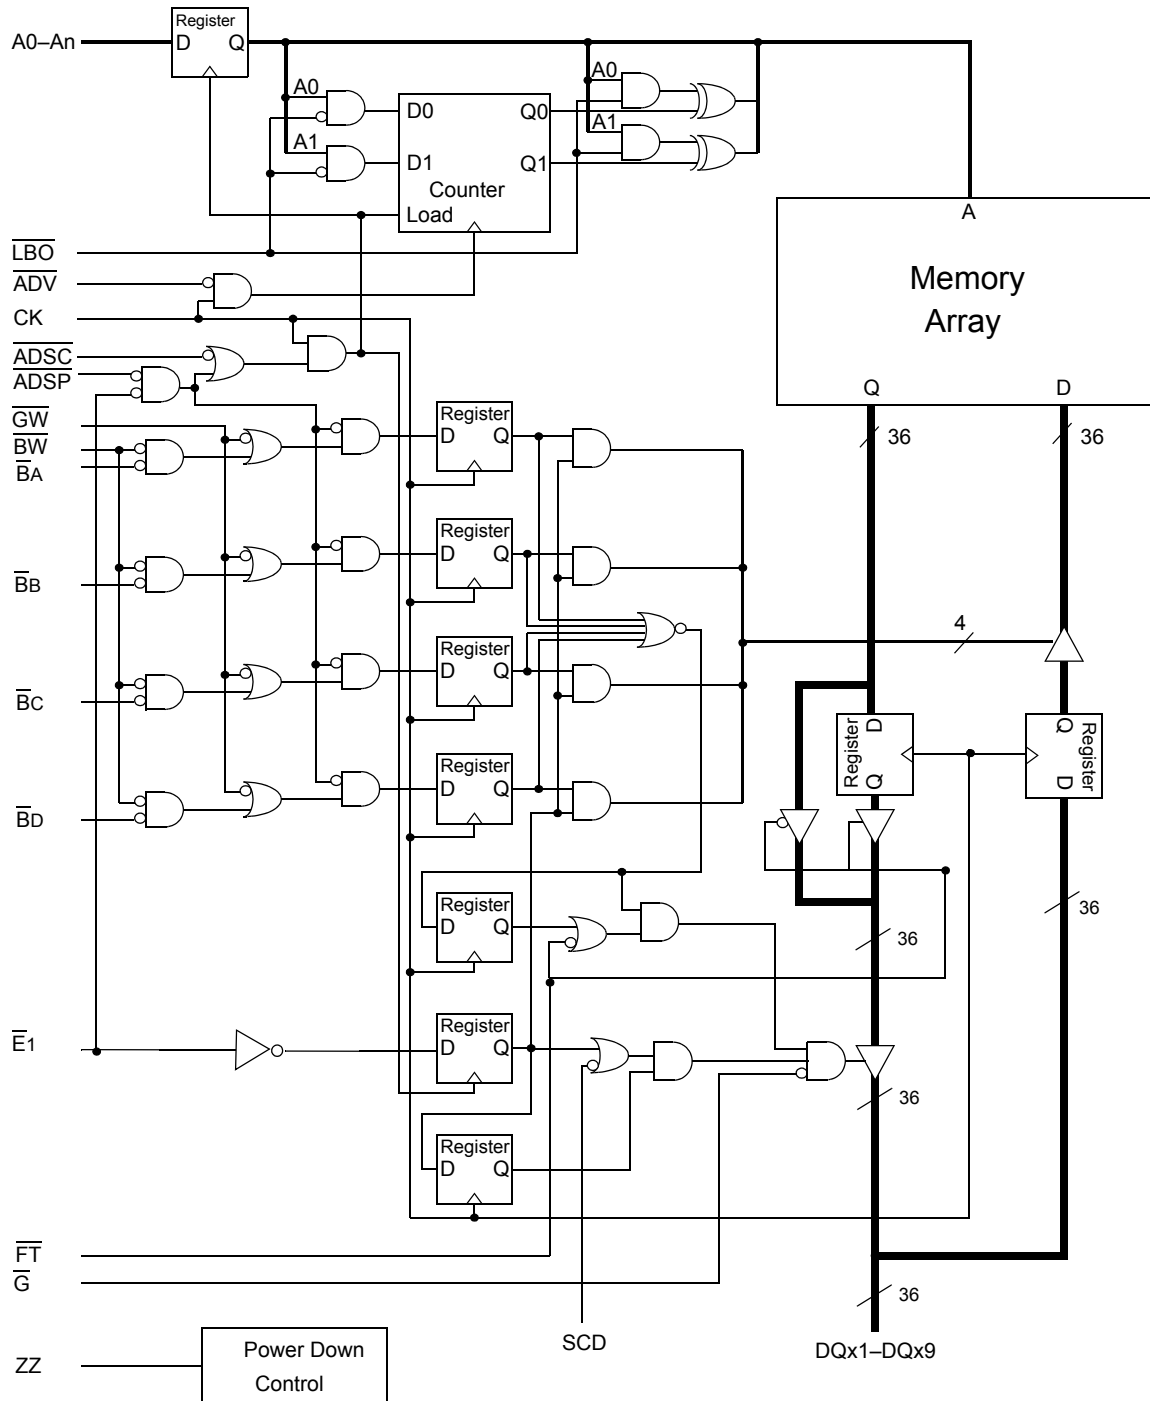 Register
A0–An
D Q
A0
A0
D0
Q0
A1
A1
D1
Q1
Counter
Load
A
LBO
ADV
Memory
CK
Array
ADSC
ADSP
Q
D
GW
Register
BW
D Q
36
36
BA
Register
D Q
BB
4
Register
D Q
BC
Register
D
Q
Q
Register
D
Register
D Q
BD
Register
D Q
36
36
Register
E1
D Q
36
Register
D Q
FT
G
36
SCD
DQx1–DQx9
ZZ
Power Down
Control